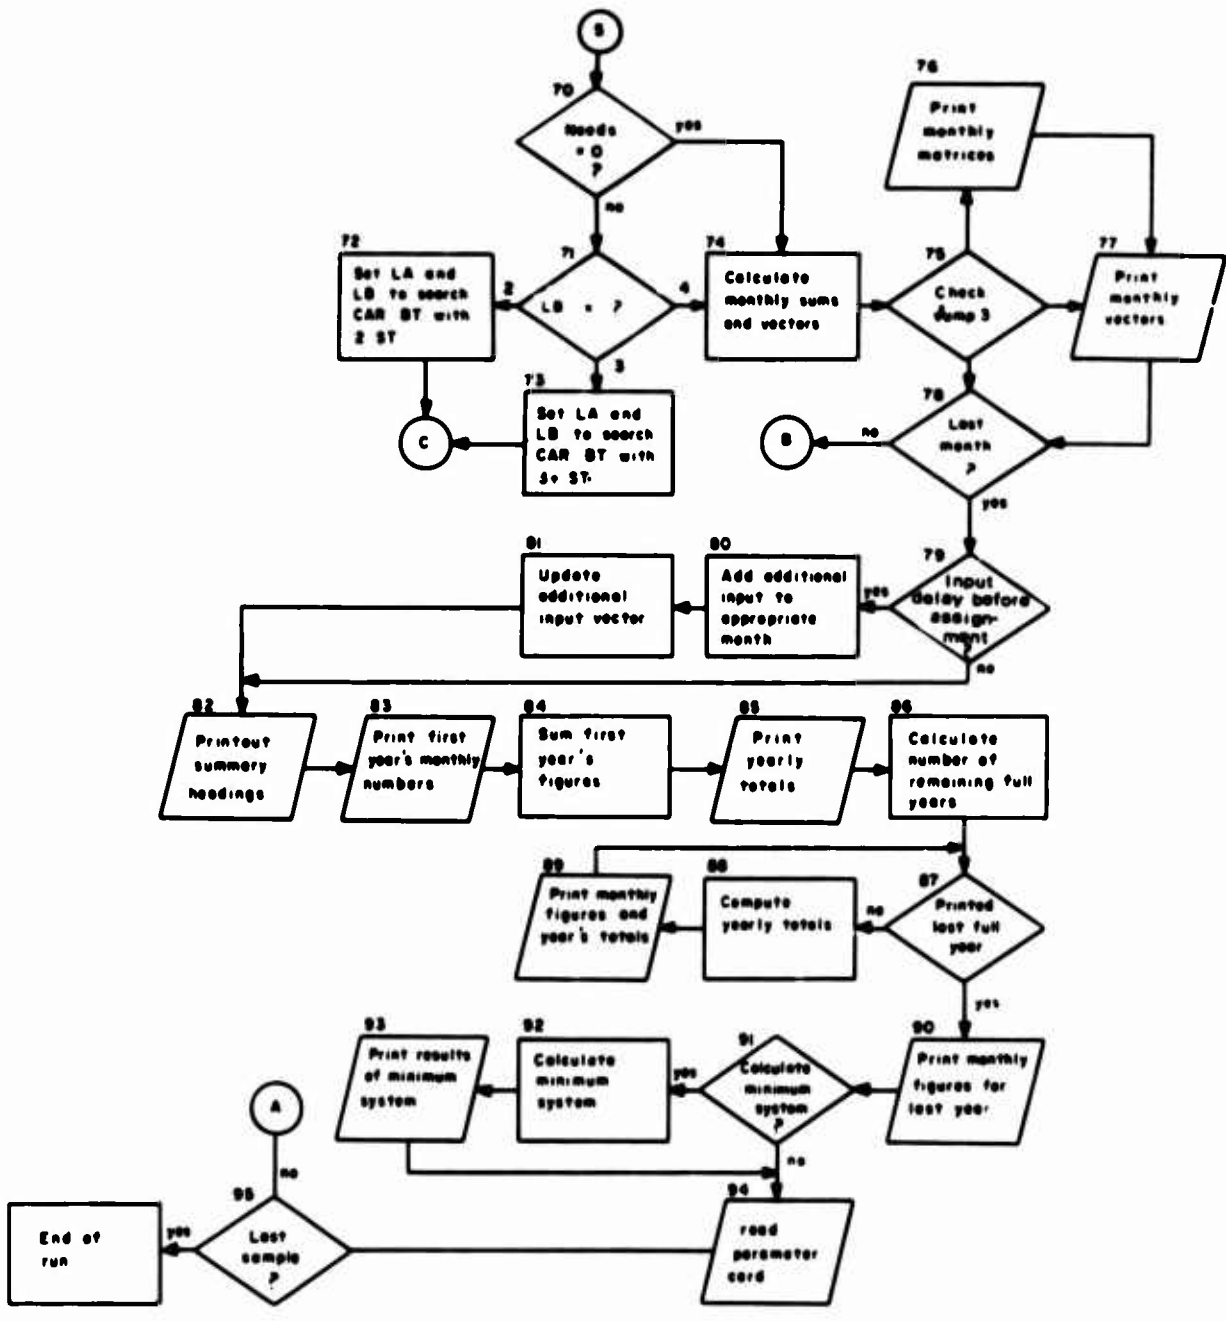 S
70
Needs
= 0
?
yes
no
76
Print
monthly
matrices
72
Set LA and
LB to search
CAR BT with
2 ST
2
71
LB = ?
4
3
74
Calculate
monthly sums
and vectors
75
Check
dump 3
77
Print
monthly
vectors
73
Set LA and
LB to search
CAR BT with
3+ ST.
C
B
no
78
Last
month
?
yes
81
Update
additional
input vector
80
Add additional
input to
appropriate
month
yes
79
Input
delay before
assign-
ment
?
no
82
Printout
summary
headings
83
Print first
year's monthly
numbers
84
Sum first
year's
figures
85
Print
yearly
totals
86
Calculate
number of
remaining full
years
89
Print monthly
figures and
year's totals
88
Compute
yearly totals
no
87
Printed
last full
year
yes
93
Print results
of minimum
system
92
Calculate
minimum
system
yes
91
Calculate
minimum
system
?
no
90
Print monthly
figures for
last year
A
no
95
Last
sample
?
yes
End of
run
94
read
parameter
card